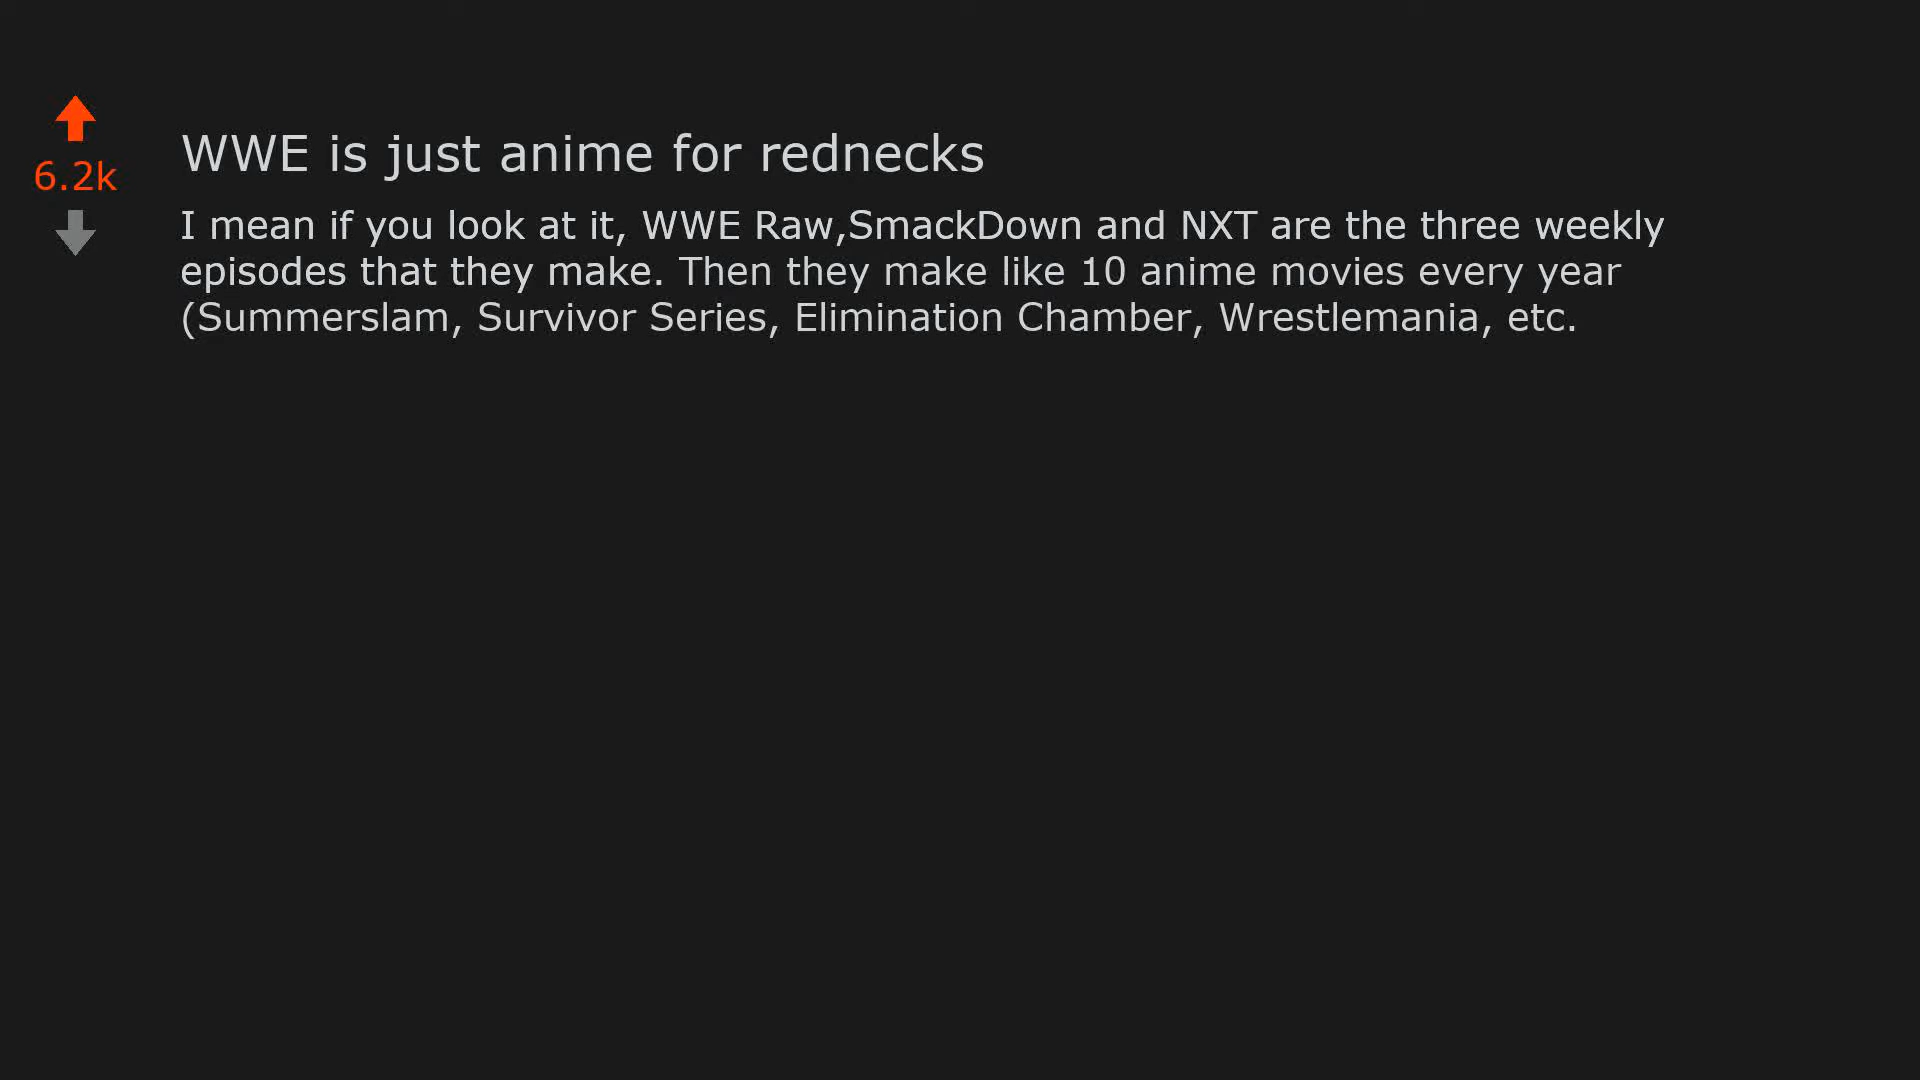 6.2k
WWE is just anime for rednecks
I mean if you look at it, WWE Raw,SmackDown and NXT are the three weekly
episodes that they make. Then they make like 10 anime movies every year
(Summerslam, Survivor Series, Elimination Chamber, Wrestlemania, etc.